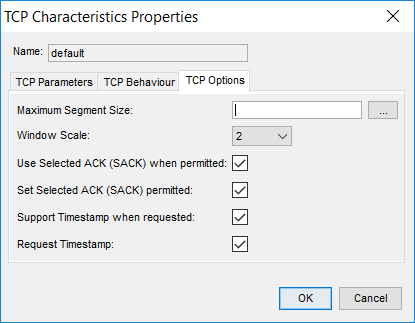 TCP Characteristics Properties
Name: default
TCP Parameters TCP Behaviour TCP Options
Maximum Segment Size: ...
Window Scale: 2
Use Selected ACK (SACK) when permitted:
Set Selected ACK (SACK) permitted:
Support Timestamp when requested:
Request Timestamp:
OK Cancel